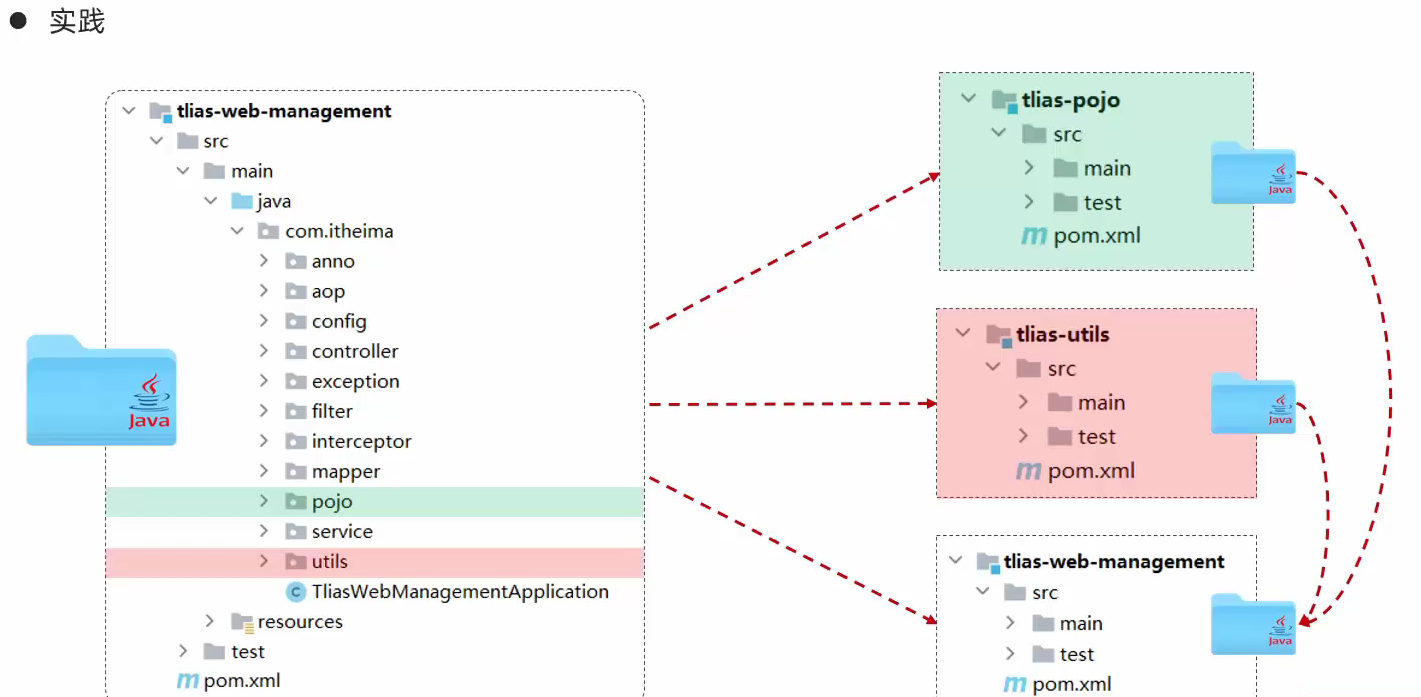 实践
tlias-web-management
src
main
java
com.itheima
anno
aop
config
controller
exception
filter
interceptor
mapper
pojo
service
utils
C TliasWebManagementApplication
resources
test
m pom.xml
Java
tlias-pojo
src
main
test
m pom.xml
Java
tlias-utils
src
main
test
m pom.xml
Java
tlias-web-management
src
main
test
m pom.xml
Java